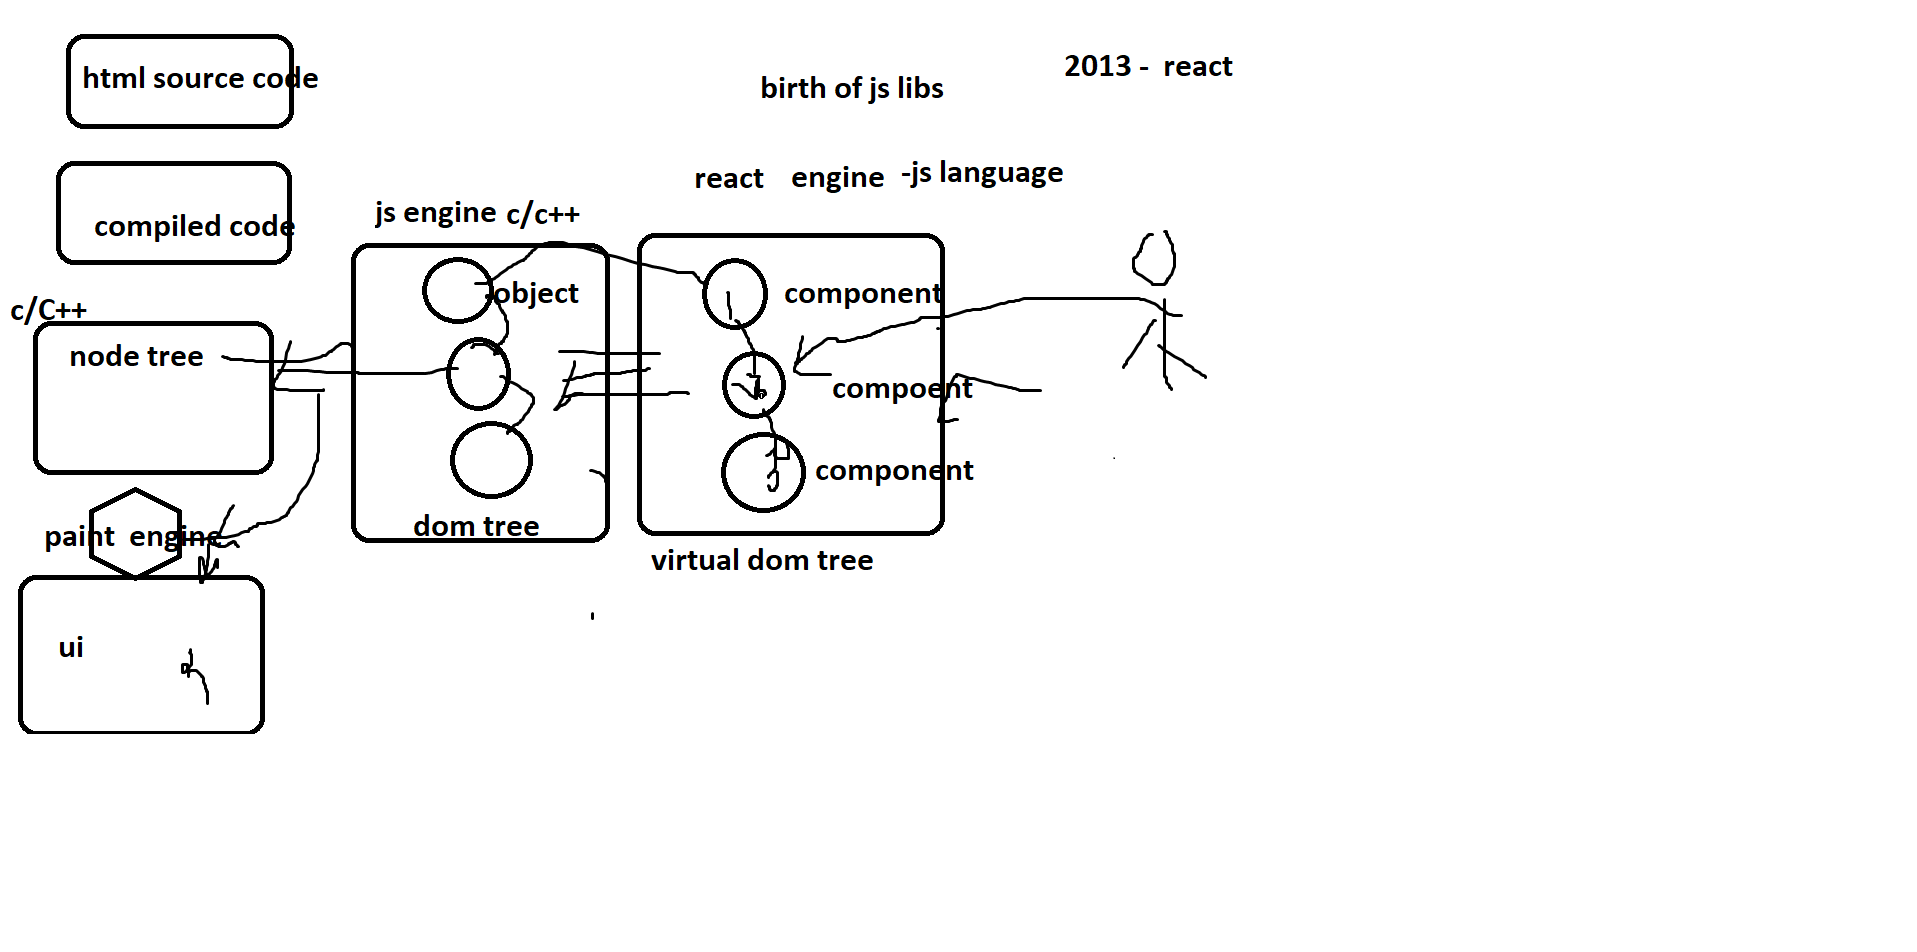 html source code
2013 - react
birth of js libs
react engine -js language
compiled code
js engine c/c++
object
component
c/C++
node tree
compoent
component
dom tree
paint engine
virtual dom tree
ui